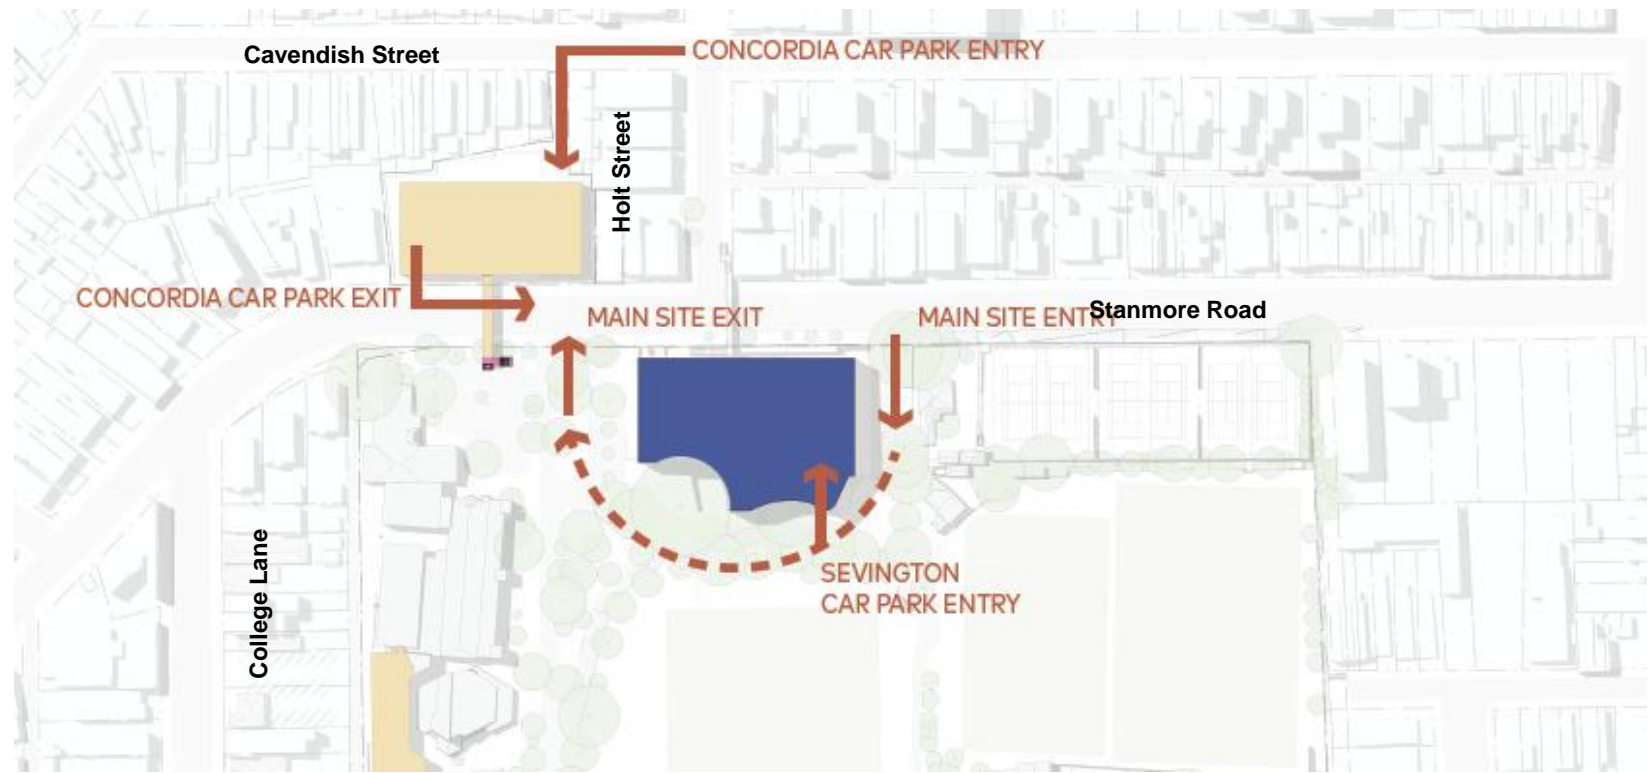 Cavendish Street
CONCORDIA CAR PARK ENTRY
Holt Street
CONCORDIA CAR PARK EXIT
MAIN SITE EXIT
MAIN SITE ENTRY
Stanmore Road
College Lane
SEVINGTON
CAR PARK ENTRY